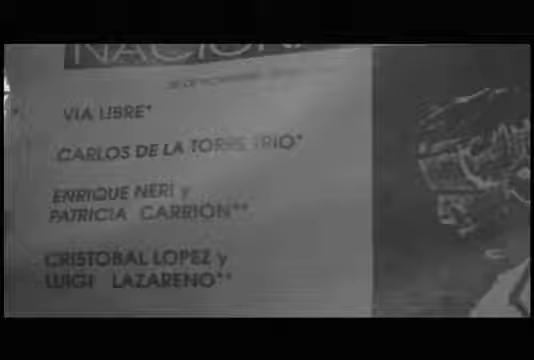 VIA LIBRE*
CARLOS DE LA TORRE TRIO*
ENRIQUE NERI y
PATRICIA CARRION**
CRISTOBAL LOPEZ y
LUIGI LAZARENO**